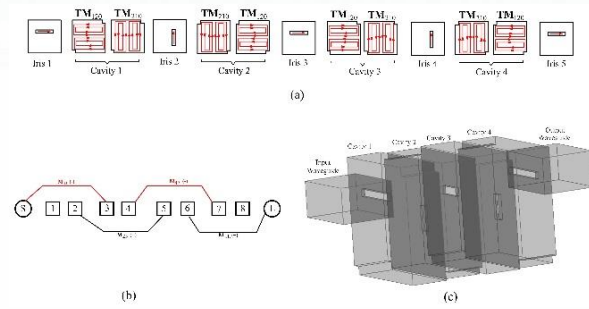 TM120 TM210 TM210 TM120 TM120 TM210 TM210 TM120
Iris 1 Iris 2 Iris 3 Iris 4 Iris 5
Cavity 1 Cavity 2 Cavity 3 Cavity 4
(a)
S 1 2 3 4 5 6 7 8 L
(b)
Input
Waveguide
Cavity 1
Cavity 2
Cavity 3
Cavity 4
Output
Waveguide
(c)